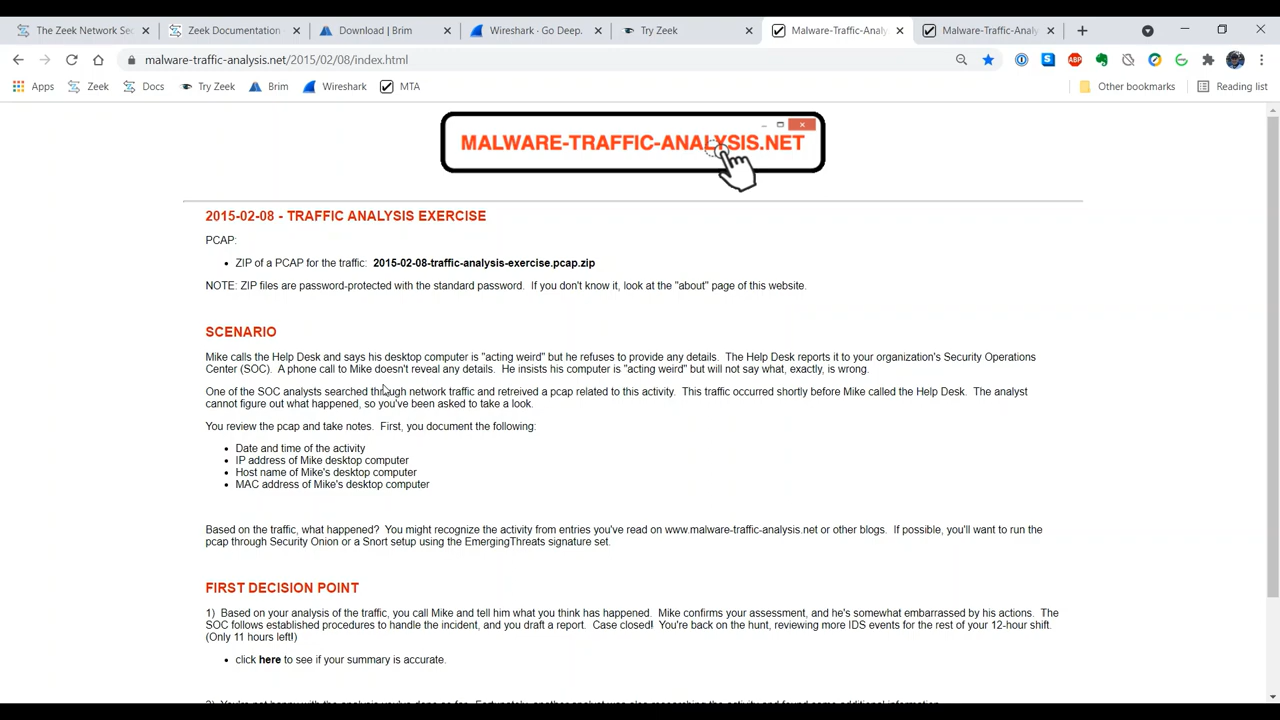 The Zeek Network Sec
Zeek Documentation
Download | Brim
Wireshark · Go Deep.
Try Zeek
Malware-Traffic-Analy
Malware-Traffic-Analy
malware-traffic-analysis.net/2015/02/08/index.html
ABP
Apps
Zeek
Docs
Try Zeek
Brim
Wireshark
MTA
Other bookmarks
Reading list
MALWARE-TRAFFIC-ANALYSIS.NET
2015-02-08 - TRAFFIC ANALYSIS EXERCISE
PCAP:
• ZIP of a PCAP for the traffic: 2015-02-08-traffic-analysis-exercise.pcap.zip
NOTE: ZIP files are password-protected with the standard password. If you don't know it, look at the "about" page of this website.
SCENARIO
Mike calls the Help Desk and says his desktop computer is "acting weird" but he refuses to provide any details. The Help Desk reports it to your organization's Security Operations
Center (SOC). A phone call to Mike doesn't reveal any details. He insists his computer is "acting weird" but will not say what, exactly, is wrong.
One of the SOC analysts searched through network traffic and retreived a pcap related to this activity. This traffic occurred shortly before Mike called the Help Desk. The analyst
cannot figure out what happened, so you've been asked to take a look.
You review the pcap and take notes. First, you document the following:
• Date and time of the activity
• IP address of Mike desktop computer
• Host name of Mike's desktop computer
• MAC address of Mike's desktop computer
Based on the traffic, what happened? You might recognize the activity from entries you've read on www.malware-traffic-analysis.net or other blogs. If possible, you'll want to run the
pcap through Security Onion or a Snort setup using the EmergingThreats signature set.
FIRST DECISION POINT
1) Based on your analysis of the traffic, you call Mike and tell him what you think has happened. Mike confirms your assessment, and he's somewhat embarrassed by his actions. The
SOC follows established procedures to handle the incident, and you draft a report. Case closed! You're back on the hunt, reviewing more IDS events for the rest of your 12-hour shift.
(Only 11 hours left!)
• click here to see if your summary is accurate.